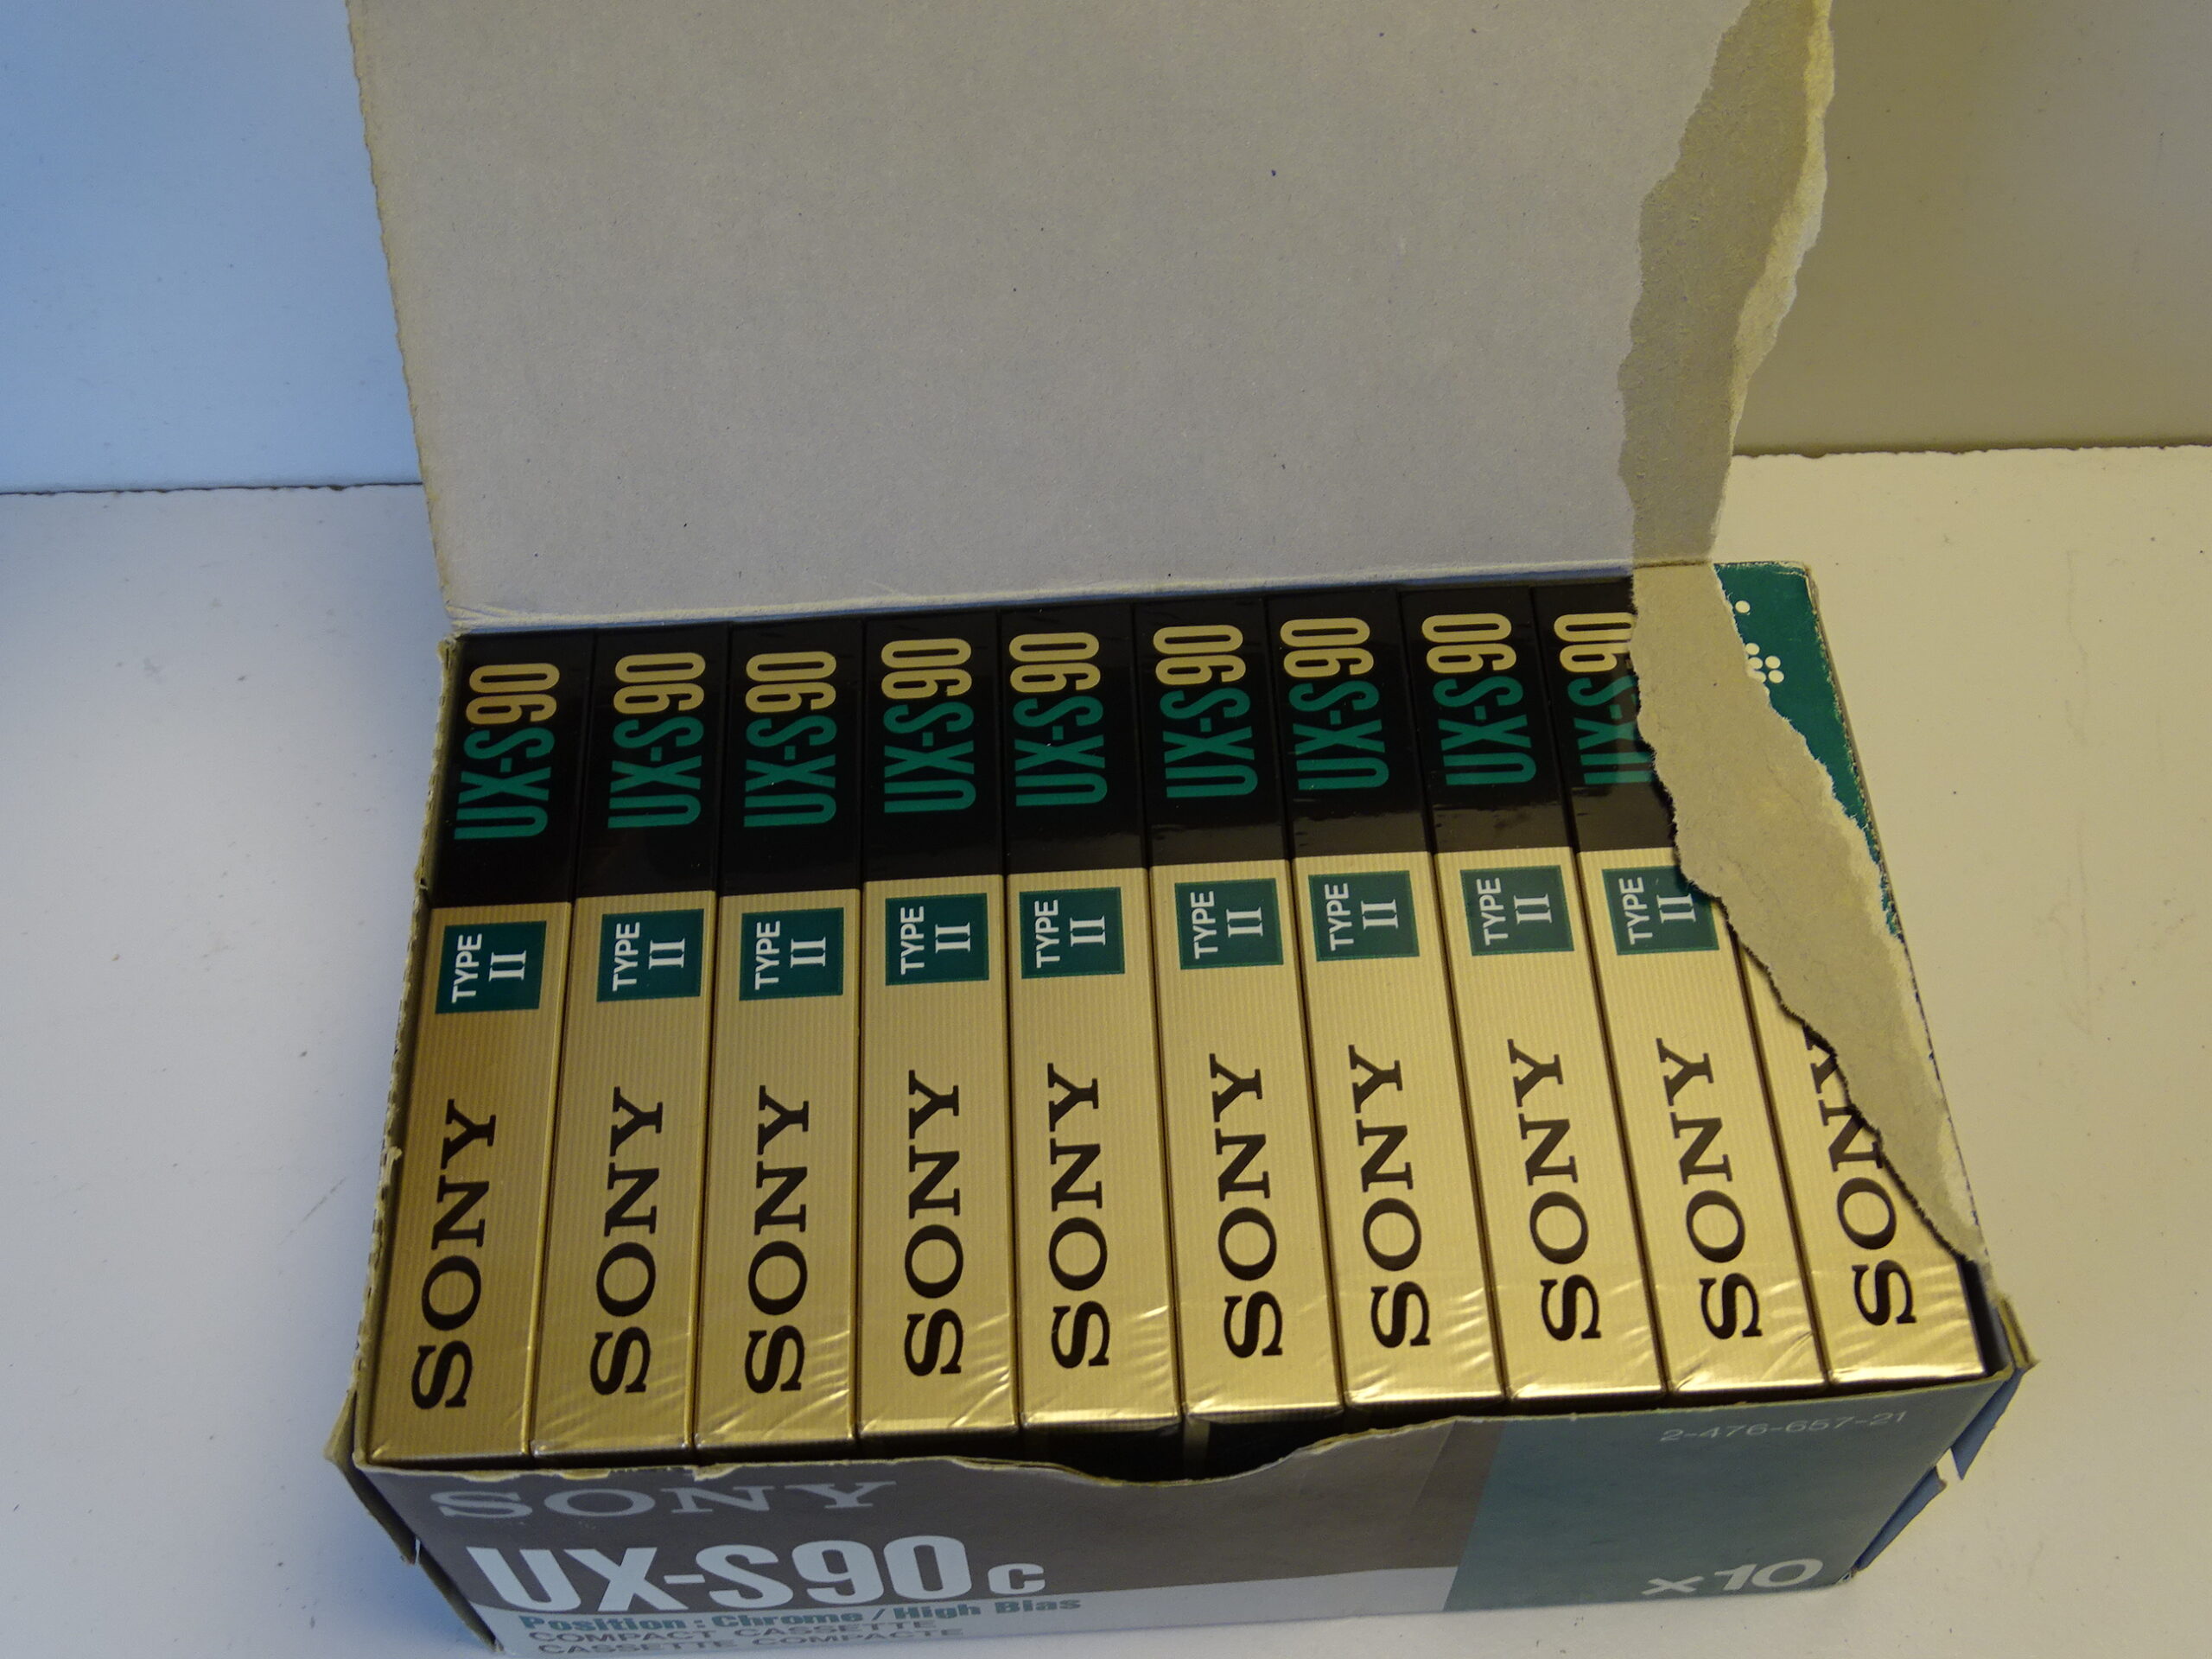 UX-S90
TYPE
II
SONY
UX-S90
TYPE
II
SONY
UX-S90
TYPE
II
SONY
UX-S90
TYPE
II
SONY
UX-S90
TYPE
II
SONY
UX-S90
TYPE
II
SONY
UX-S90
TYPE
II
SONY
UX-S90
TYPE
II
SONY
UX-S90
TYPE
II
SONY
SONY
2-476-657-21
SONY
UX-S90c
x10
Position: Chrome / High Bias
COMPACT CASSETTE
CASSETTE COMPACTE